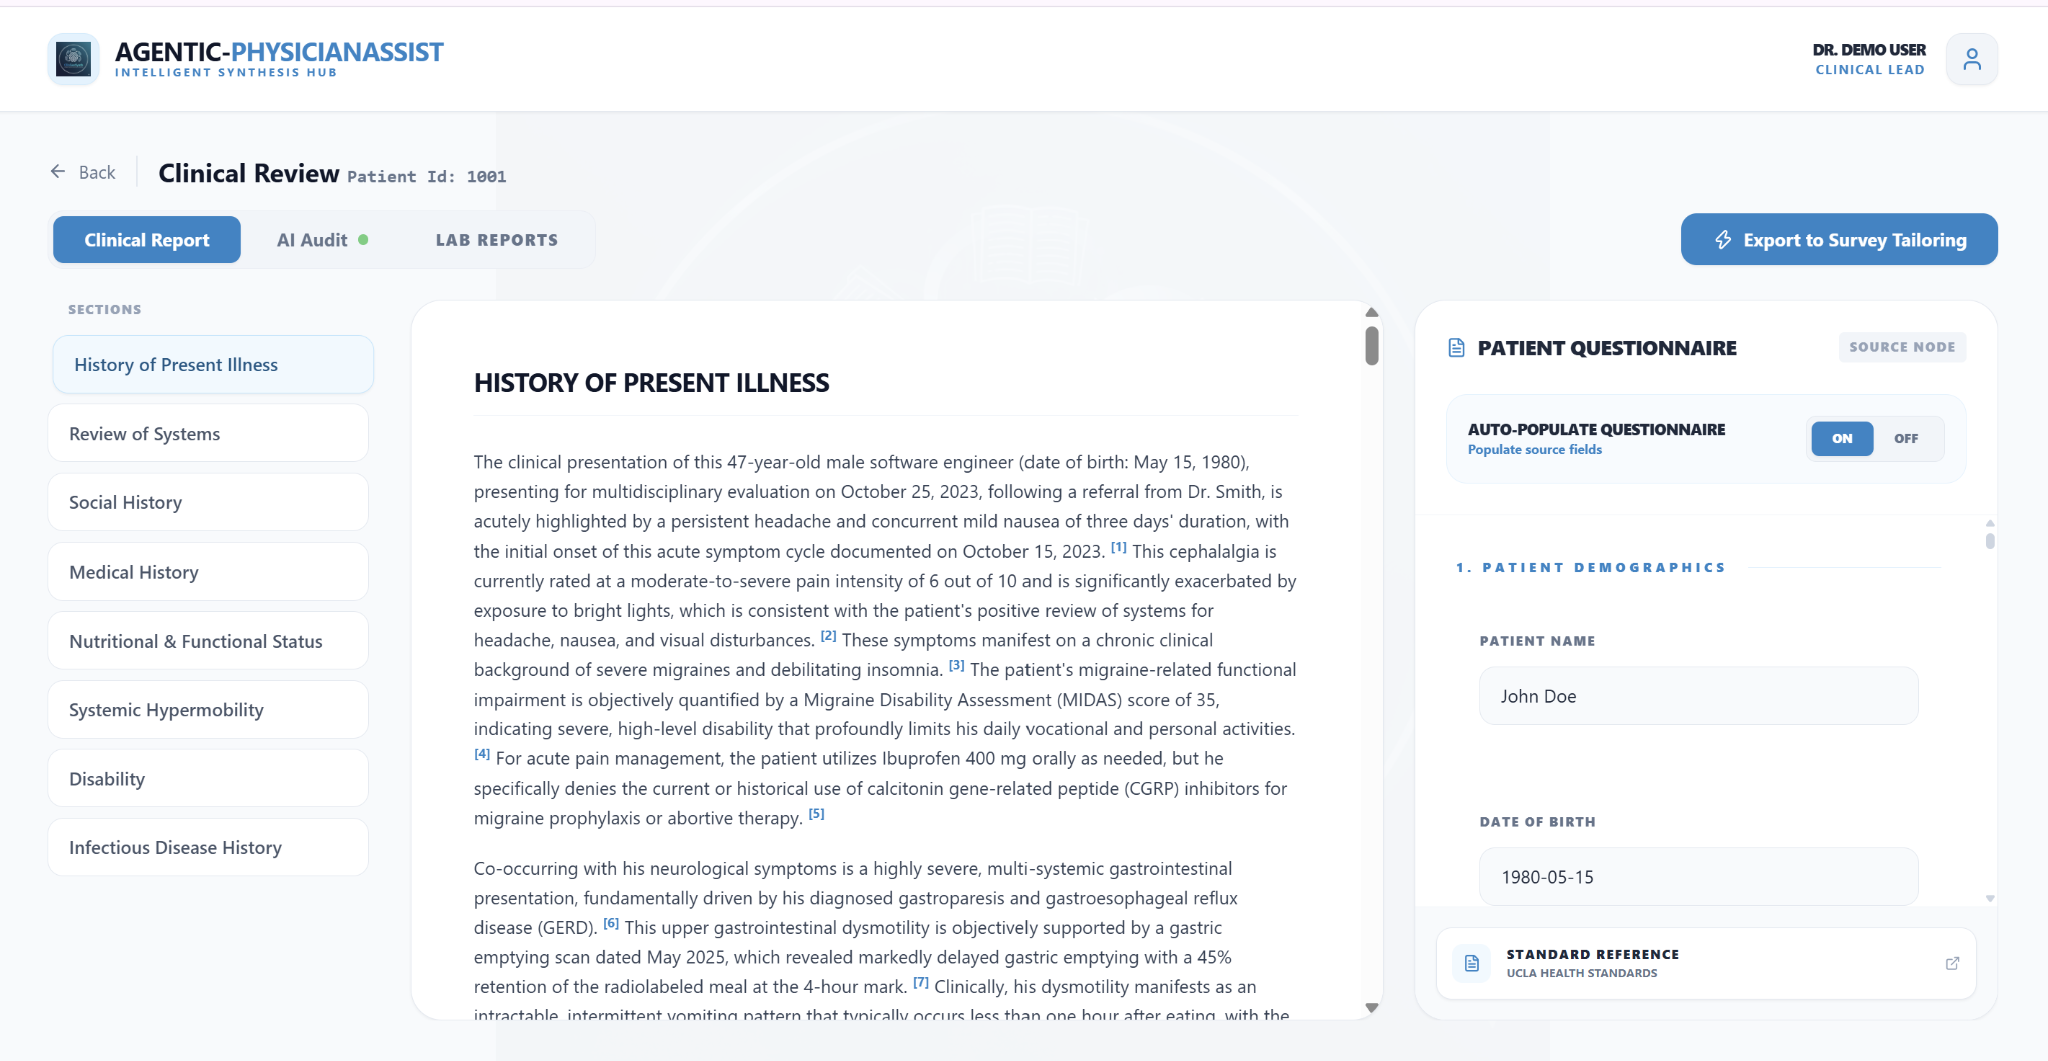 AGENTIC-PHYSICIANASSIST
INTELLIGENT SYNTHESIS HUB
DR. DEMO USER
CLINICAL LEAD
Back
Clinical Review Patient Id: 1001
Clinical Report
AI Audit
LAB REPORTS
Export to Survey Tailoring
SECTIONS
History of Present Illness
Review of Systems
Social History
Medical History
Nutritional & Functional Status
Systemic Hypermobility
Disability
Infectious Disease History
HISTORY OF PRESENT ILLNESS
The clinical presentation of this 47-year-old male software engineer (date of birth: May 15, 1980),
presenting for multidisciplinary evaluation on October 25, 2023, following a referral from Dr. Smith, is
acutely highlighted by a persistent headache and concurrent mild nausea of three days' duration, with
the initial onset of this acute symptom cycle documented on October 15, 2023. [1] This cephalalgia is
currently rated at a moderate-to-severe pain intensity of 6 out of 10 and is significantly exacerbated by
exposure to bright lights, which is consistent with the patient's positive review of systems for
headache, nausea, and visual disturbances. [2] These symptoms manifest on a chronic clinical
background of severe migraines and debilitating insomnia. [3] The patient's migraine-related functional
impairment is objectively quantified by a Migraine Disability Assessment (MIDAS) score of 35,
indicating severe, high-level disability that profoundly limits his daily vocational and personal activities.
[4] For acute pain management, the patient utilizes Ibuprofen 400 mg orally as needed, but he
specifically denies the current or historical use of calcitonin gene-related peptide (CGRP) inhibitors for
migraine prophylaxis or abortive therapy. [5]
Co-occurring with his neurological symptoms is a highly severe, multi-systemic gastrointestinal
presentation, fundamentally driven by his diagnosed gastroparesis and gastroesophageal reflux
disease (GERD). [6] This upper gastrointestinal dysmotility is objectively supported by a gastric
emptying scan dated May 2025, which revealed markedly delayed gastric emptying with a 45%
retention of the radiolabeled meal at the 4-hour mark. [7] Clinically, his dysmotility manifests as an
intractable, intermittent vomiting pattern that typically occurs less than one hour after eating, with the
PATIENT QUESTIONNAIRE
SOURCE NODE
AUTO-POPULATE QUESTIONNAIRE
Populate source fields
ON
OFF
1. PATIENT DEMOGRAPHICS
PATIENT NAME
John Doe
DATE OF BIRTH
1980-05-15
STANDARD REFERENCE
UCLA HEALTH STANDARDS